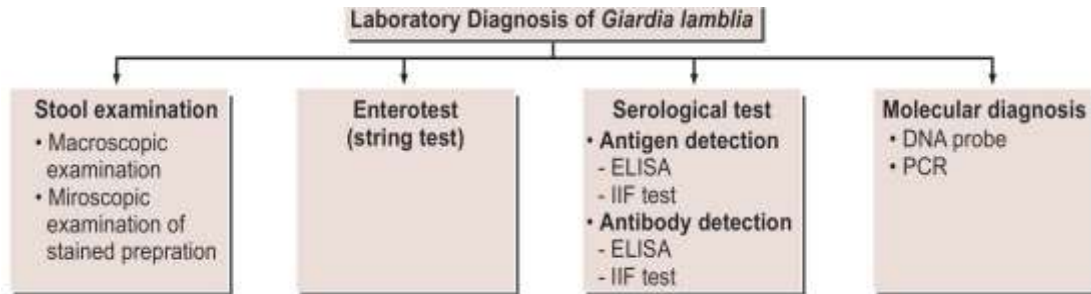 Laboratory Diagnosis of Giardia lamblia
Stool examination
• Macroscopic
examination
• Miroscopic
examination of
stained prepration
Enterotest
(string test)
Serological test
• Antigen detection
- ELISA
- IIF test
• Antibody detection
- ELISA
- IIF test
Molecular diagnosis
• DNA probe
• PCR